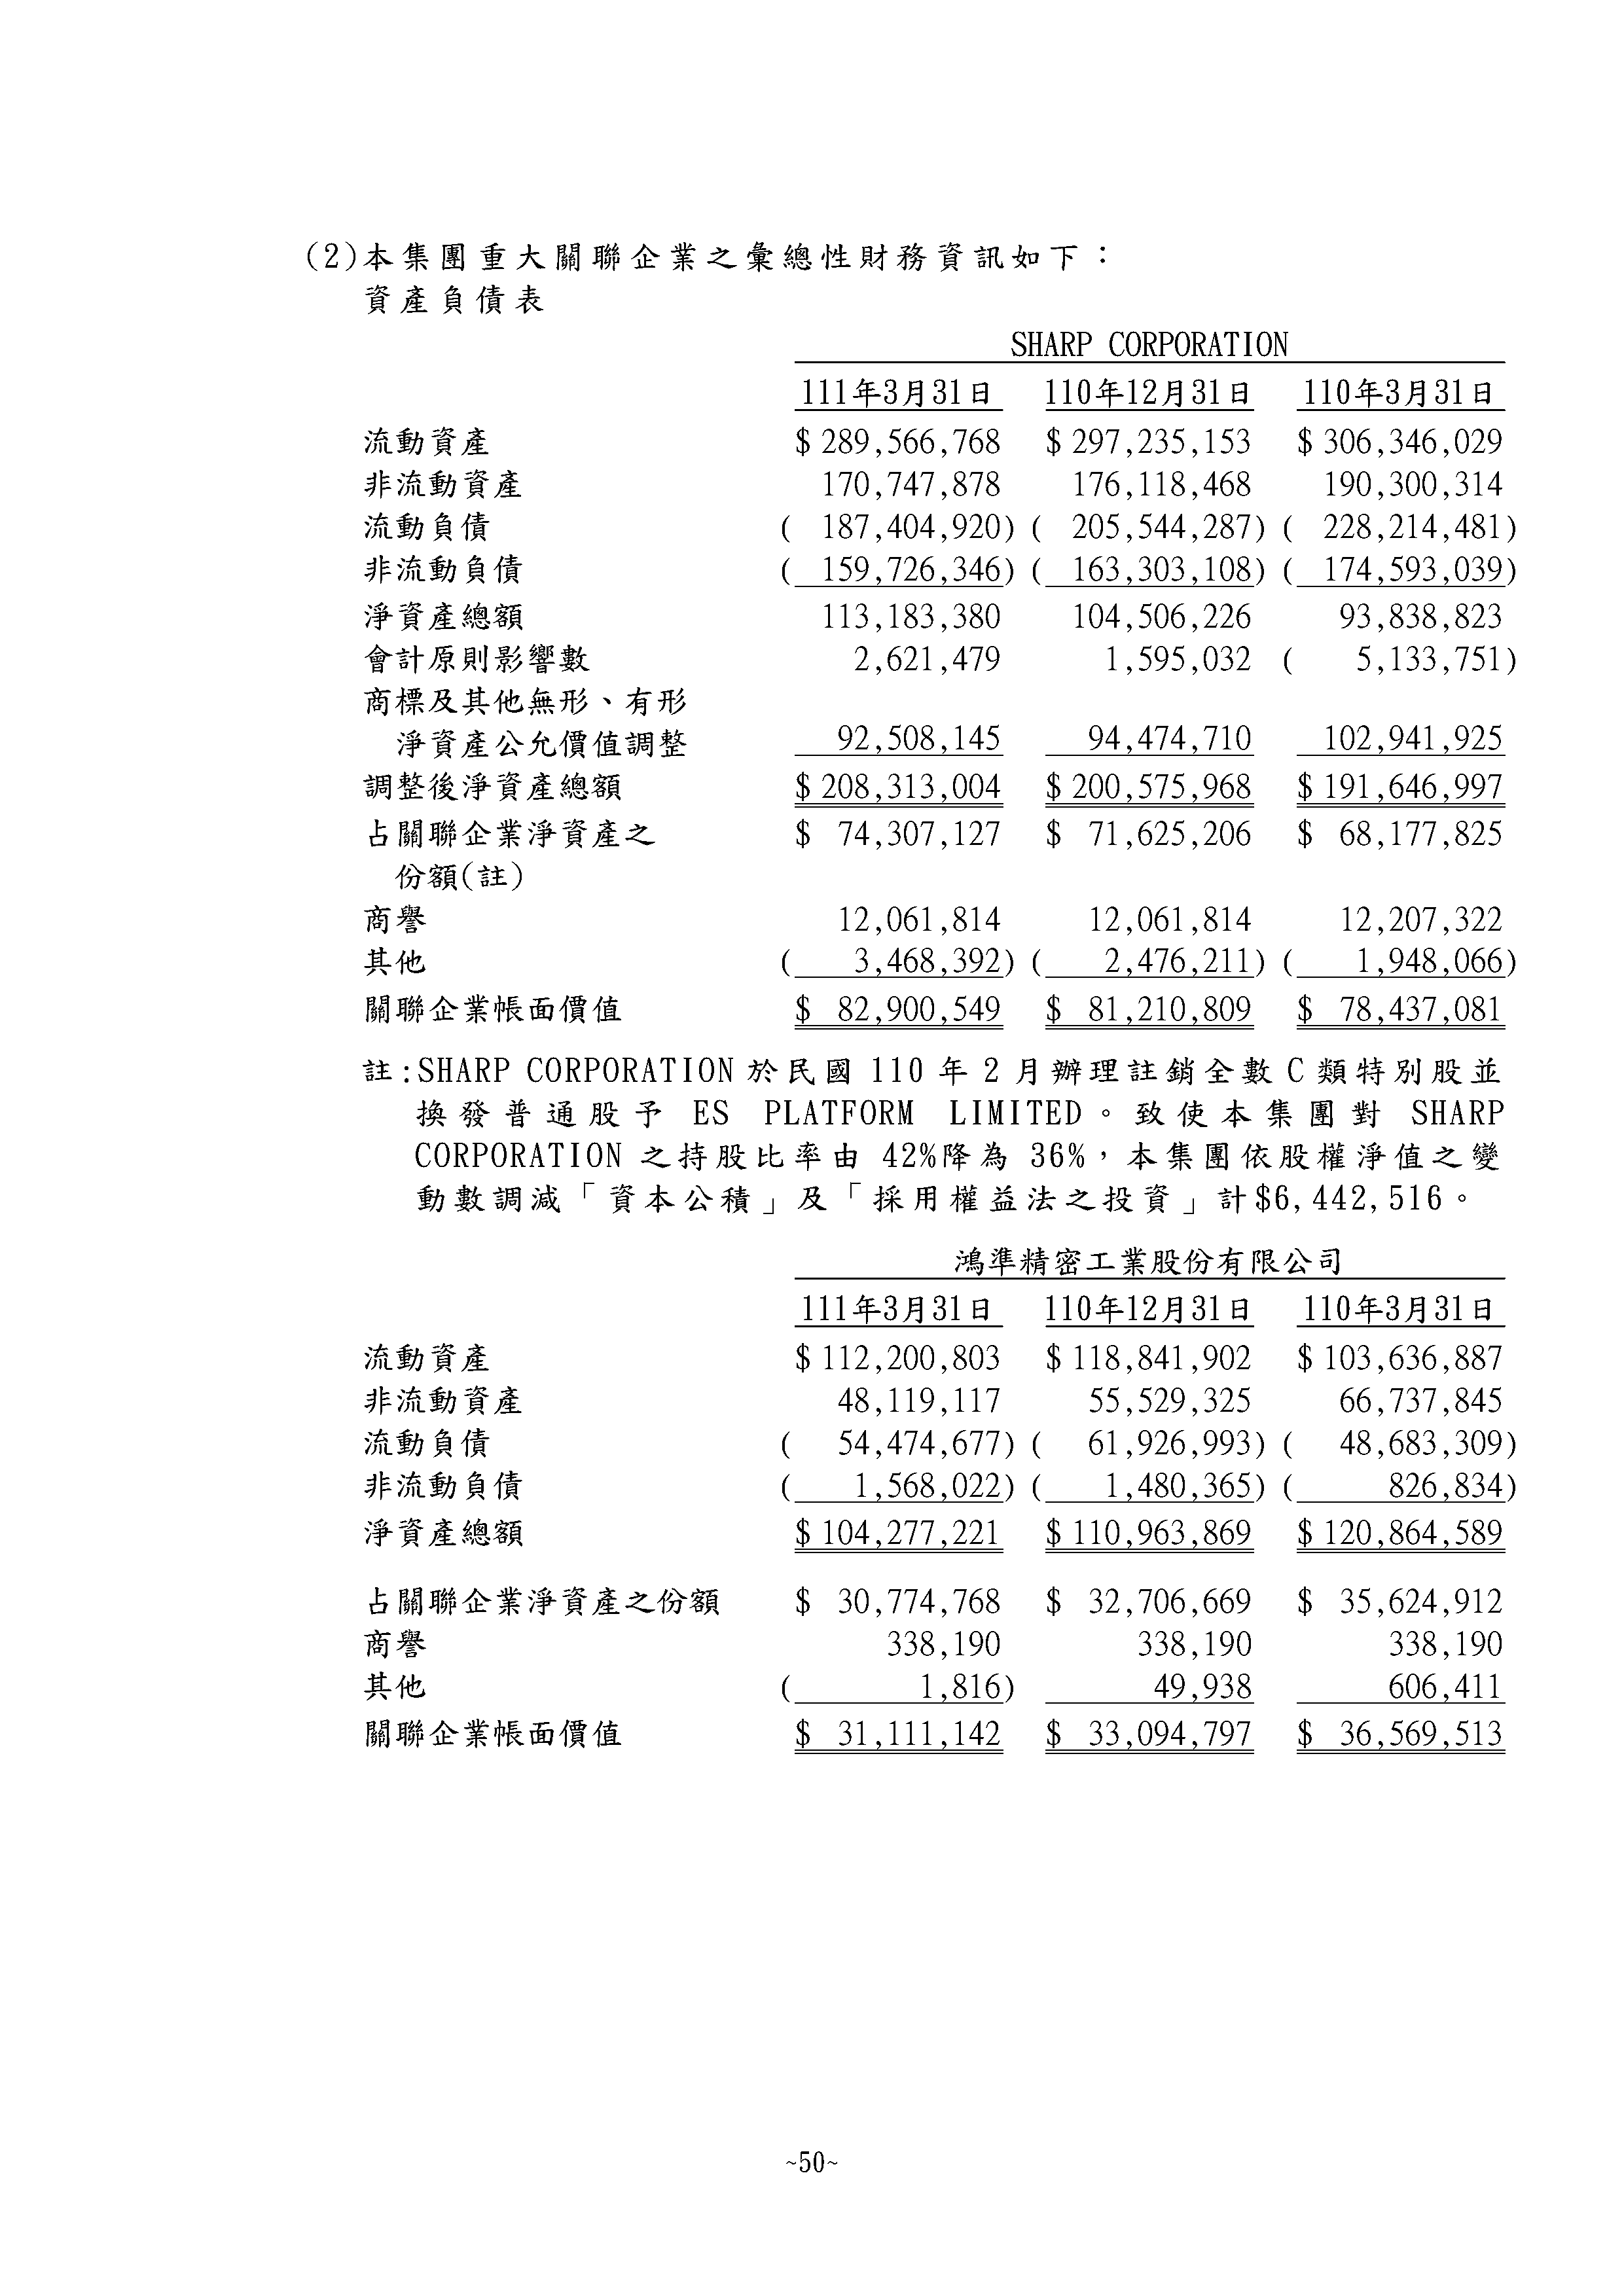 (2)本集團重大關聯企業之彙總性財務資訊如下：
資產負債表
SHARP CORPORATION
111年3月31日 110年12月31日 110年3月31日
流動資產 $ 289,566,768 $ 297,235,153 $ 306,346,029
非流動資產 170,747,878 176,118,468 190,300,314
流動負債 ( 187,404,920) ( 205,544,287) ( 228,214,481)
非流動負債 ( 159,726,346) ( 163,303,108) ( 174,593,039)
淨資產總額 113,183,380 104,506,226 93,838,823
會計原則影響數 2,621,479 1,595,032 ( 5,133,751)
商標及其他無形、有形
淨資產公允價值調整 92,508,145 94,474,710 102,941,925
調整後淨資產總額 $ 208,313,004 $ 200,575,968 $ 191,646,997
占關聯企業淨資產之 $ 74,307,127 $ 71,625,206 $ 68,177,825
份額(註)
商譽 12,061,814 12,061,814 12,207,322
其他 ( 3,468,392) ( 2,476,211) ( 1,948,066)
關聯企業帳面價值 $ 82,900,549 $ 81,210,809 $ 78,437,081
註:SHARP CORPORATION 於民國 110 年 2 月辦理註銷全數 C 類特別股並
換發普通股予 ES PLATFORM LIMITED。致使本集團對 SHARP
CORPORATION 之持股比率由 42%降為 36%，本集團依股權淨值之變
動數調減「資本公積」及「採用權益法之投資」計$6,442,516。
鴻準精密工業股份有限公司
111年3月31日 110年12月31日 110年3月31日
流動資產 $ 112,200,803 $ 118,841,902 $ 103,636,887
非流動資產 48,119,117 55,529,325 66,737,845
流動負債 ( 54,474,677) ( 61,926,993) ( 48,683,309)
非流動負債 ( 1,568,022) ( 1,480,365) ( 826,834)
淨資產總額 $ 104,277,221 $ 110,963,869 $ 120,864,589
占關聯企業淨資產之份額 $ 30,774,768 $ 32,706,669 $ 35,624,912
商譽 338,190 338,190 338,190
其他 ( 1,816) 49,938 606,411
關聯企業帳面價值 $ 31,111,142 $ 33,094,797 $ 36,569,513
~50~